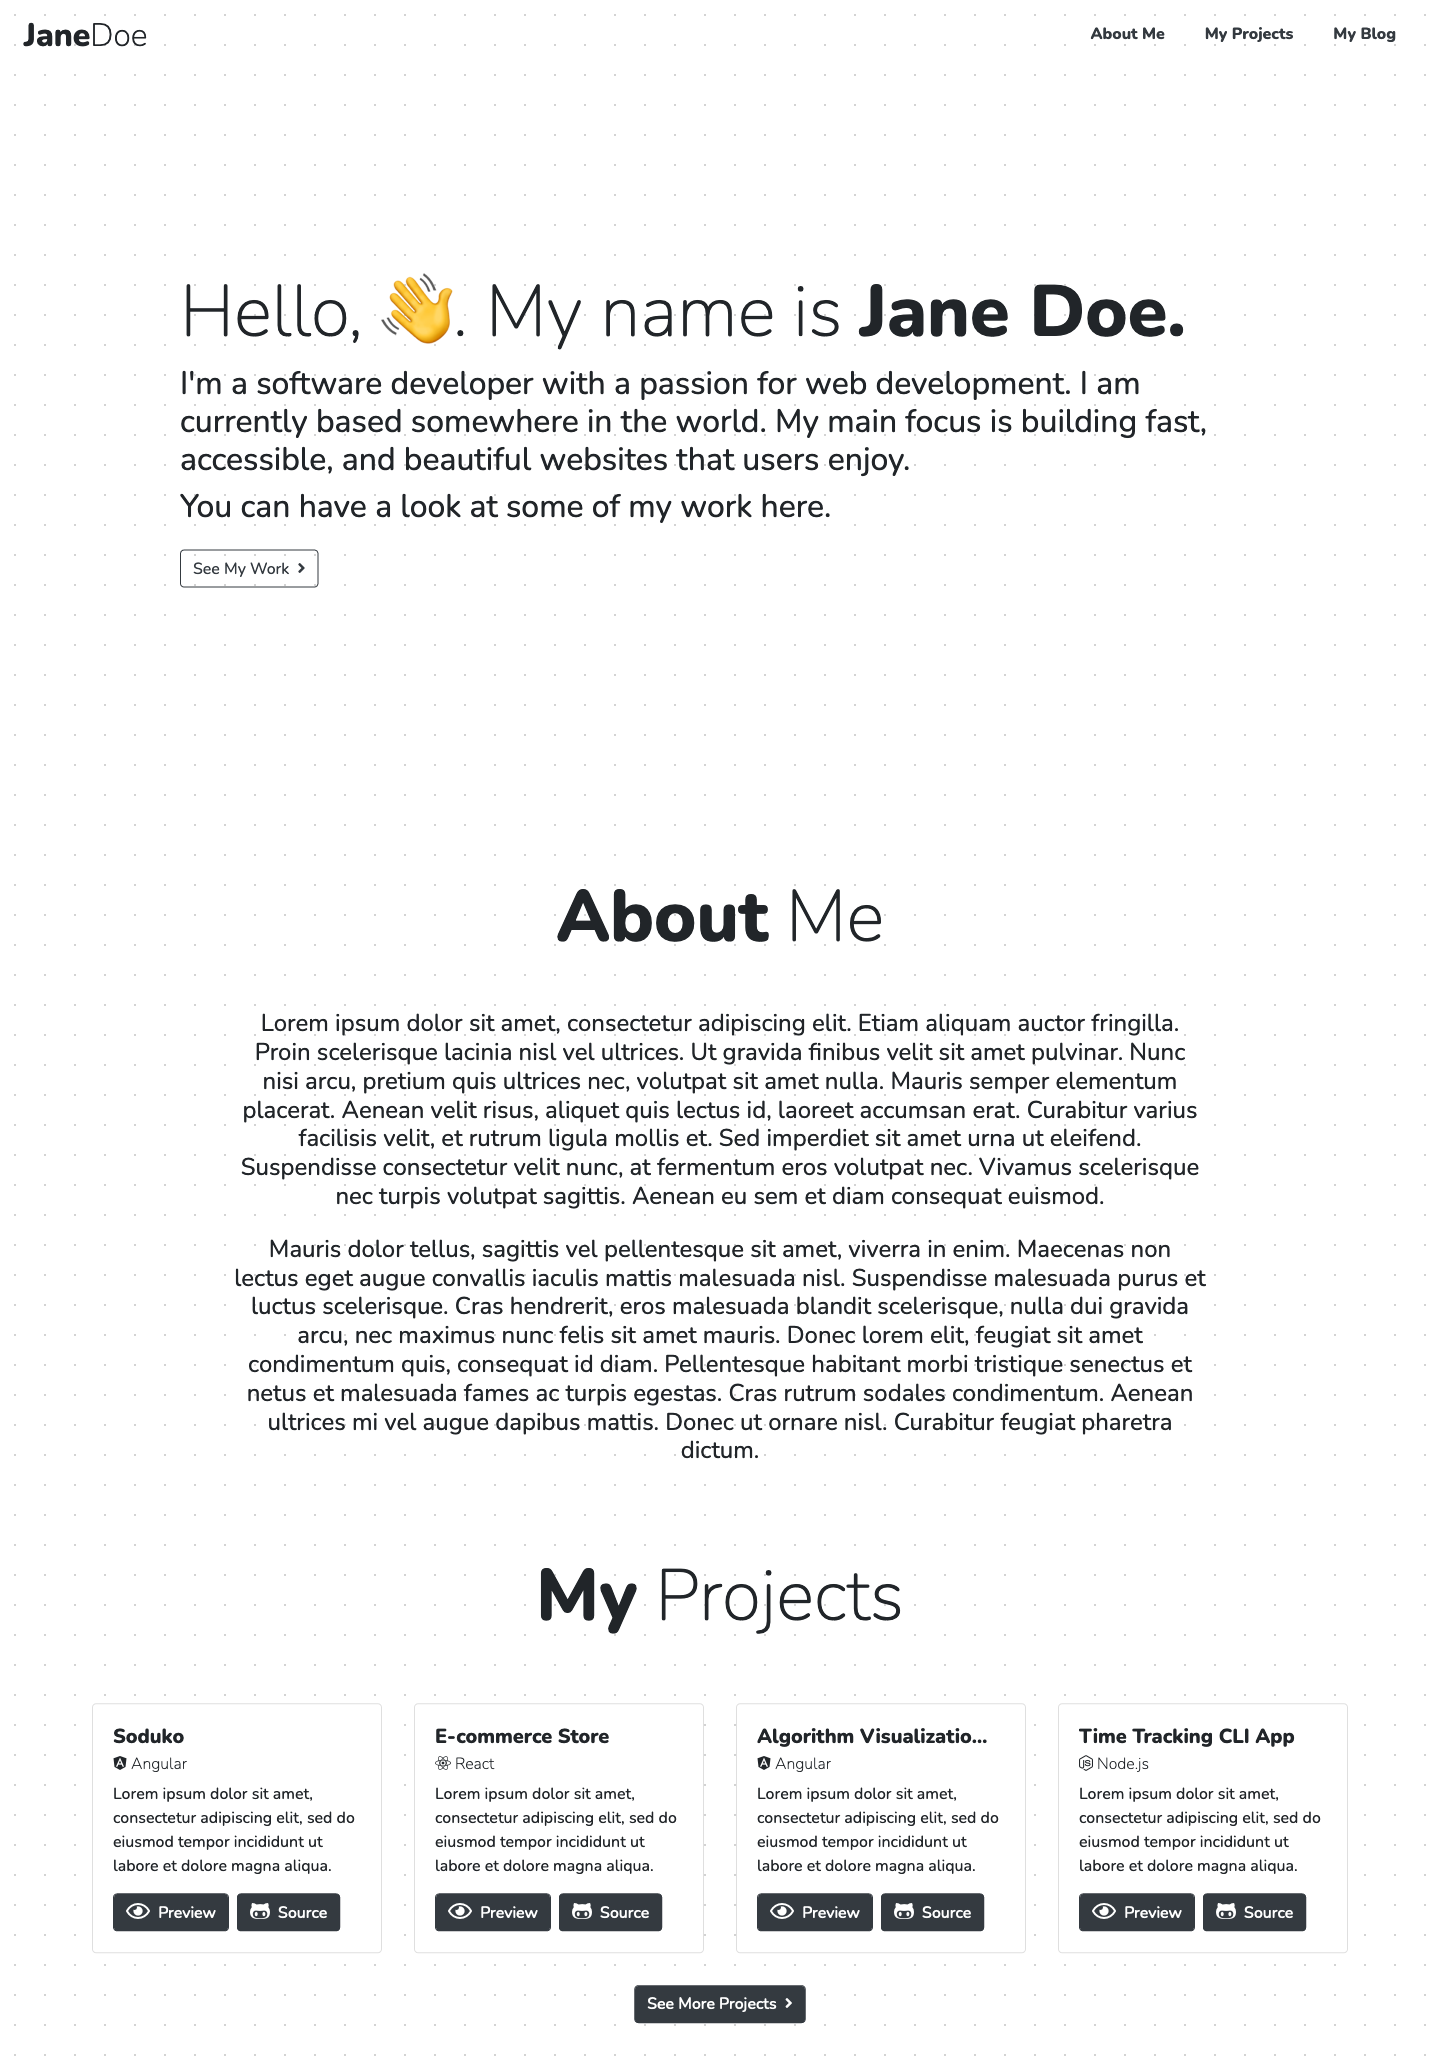 JaneDoe
About Me My Projects My Blog
Hello, 👋. My name is Jane Doe.
I'm a software developer with a passion for web development. I am
currently based somewhere in the world. My main focus is building fast,
accessible, and beautiful websites that users enjoy.
You can have a look at some of my work here.
See My Work
About Me
Lorem ipsum dolor sit amet, consectetur adipiscing elit. Etiam aliquam auctor fringilla.
Proin scelerisque lacinia nisl vel ultrices. Ut gravida finibus velit sit amet pulvinar. Nunc
nisi arcu, pretium quis ultrices nec, volutpat sit amet nulla. Mauris semper elementum
placerat. Aenean velit risus, aliquet quis lectus id, laoreet accumsan erat. Curabitur varius
facilisis velit, et rutrum ligula mollis et. Sed imperdiet sit amet urna ut eleifend.
Suspendisse consectetur velit nunc, at fermentum eros volutpat nec. Vivamus scelerisque
nec turpis volutpat sagittis. Aenean eu sem et diam consequat euismod.
Mauris dolor tellus, sagittis vel pellentesque sit amet, viverra in enim. Maecenas non
lectus eget augue convallis iaculis mattis malesuada nisl. Suspendisse malesuada purus et
luctus scelerisque. Cras hendrerit, eros malesuada blandit scelerisque, nulla dui gravida
arcu, nec maximus nunc felis sit amet mauris. Donec lorem elit, feugiat sit amet
condimentum quis, consequat id diam. Pellentesque habitant morbi tristique senectus et
netus et malesuada fames ac turpis egestas. Cras rutrum sodales condimentum. Aenean
ultrices mi vel augue dapibus mattis. Donec ut ornare nisl. Curabitur feugiat pharetra
dictum.
My Projects
Soduko
Angular
Lorem ipsum dolor sit amet,
consectetur adipiscing elit, sed do
eiusmod tempor incididunt ut
labore et dolore magna aliqua.
Preview Source
E-commerce Store
React
Lorem ipsum dolor sit amet,
consectetur adipiscing elit, sed do
eiusmod tempor incididunt ut
labore et dolore magna aliqua.
Preview Source
Algorithm Visualizatio...
Angular
Lorem ipsum dolor sit amet,
consectetur adipiscing elit, sed do
eiusmod tempor incididunt ut
labore et dolore magna aliqua.
Preview Source
Time Tracking CLI App
Node.js
Lorem ipsum dolor sit amet,
consectetur adipiscing elit, sed do
eiusmod tempor incididunt ut
labore et dolore magna aliqua.
Preview Source
See More Projects